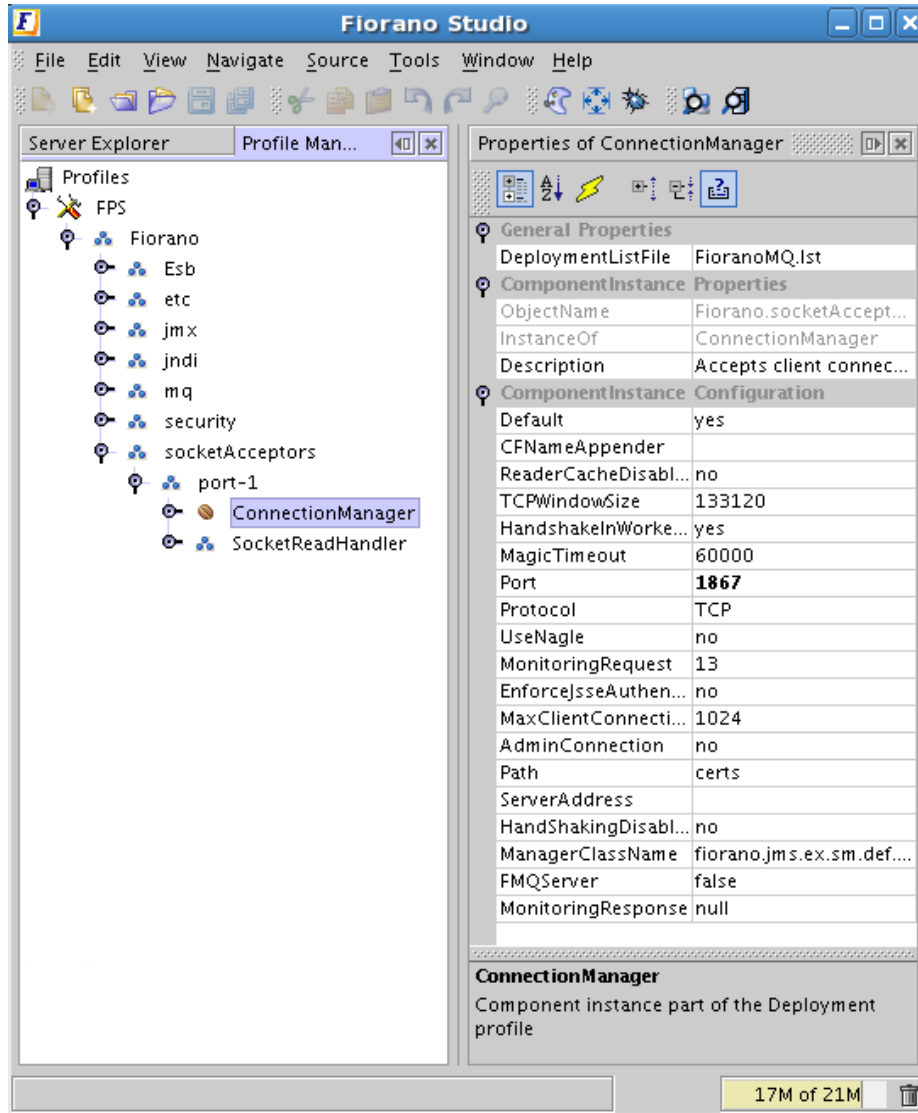 Fiorano Studio
File Edit View Navigate Source Tools Window Help
Server Explorer
Profile Man...
Profiles
FPS
Fiorano
Esb
etc
jmx
jndi
mq
security
socketAcceptors
port-1
ConnectionManager
SocketReadHandler
Properties of ConnectionManager
General Properties
DeploymentListFile FioranoMQ.lst
ComponentInstance Properties
ObjectName Fiorano.socketAccept...
InstanceOf ConnectionManager
Description Accepts client connec...
ComponentInstance Configuration
Default yes
CFNameAppender
ReaderCacheDisabl... no
TCPWindowSize 133120
HandshakeInWorke... yes
MagicTimeout 60000
Port 1867
Protocol TCP
UseNagle no
MonitoringRequest 13
EnforceJsseAuthen... no
MaxClientConnecti... 1024
AdminConnection no
Path certs
ServerAddress
HandShakingDisabl... no
ManagerClassName fiorano.jms.ex.sm.def....
FMQServer false
MonitoringResponse null
ConnectionManager
Component instance part of the Deployment
profile
17M of 21M